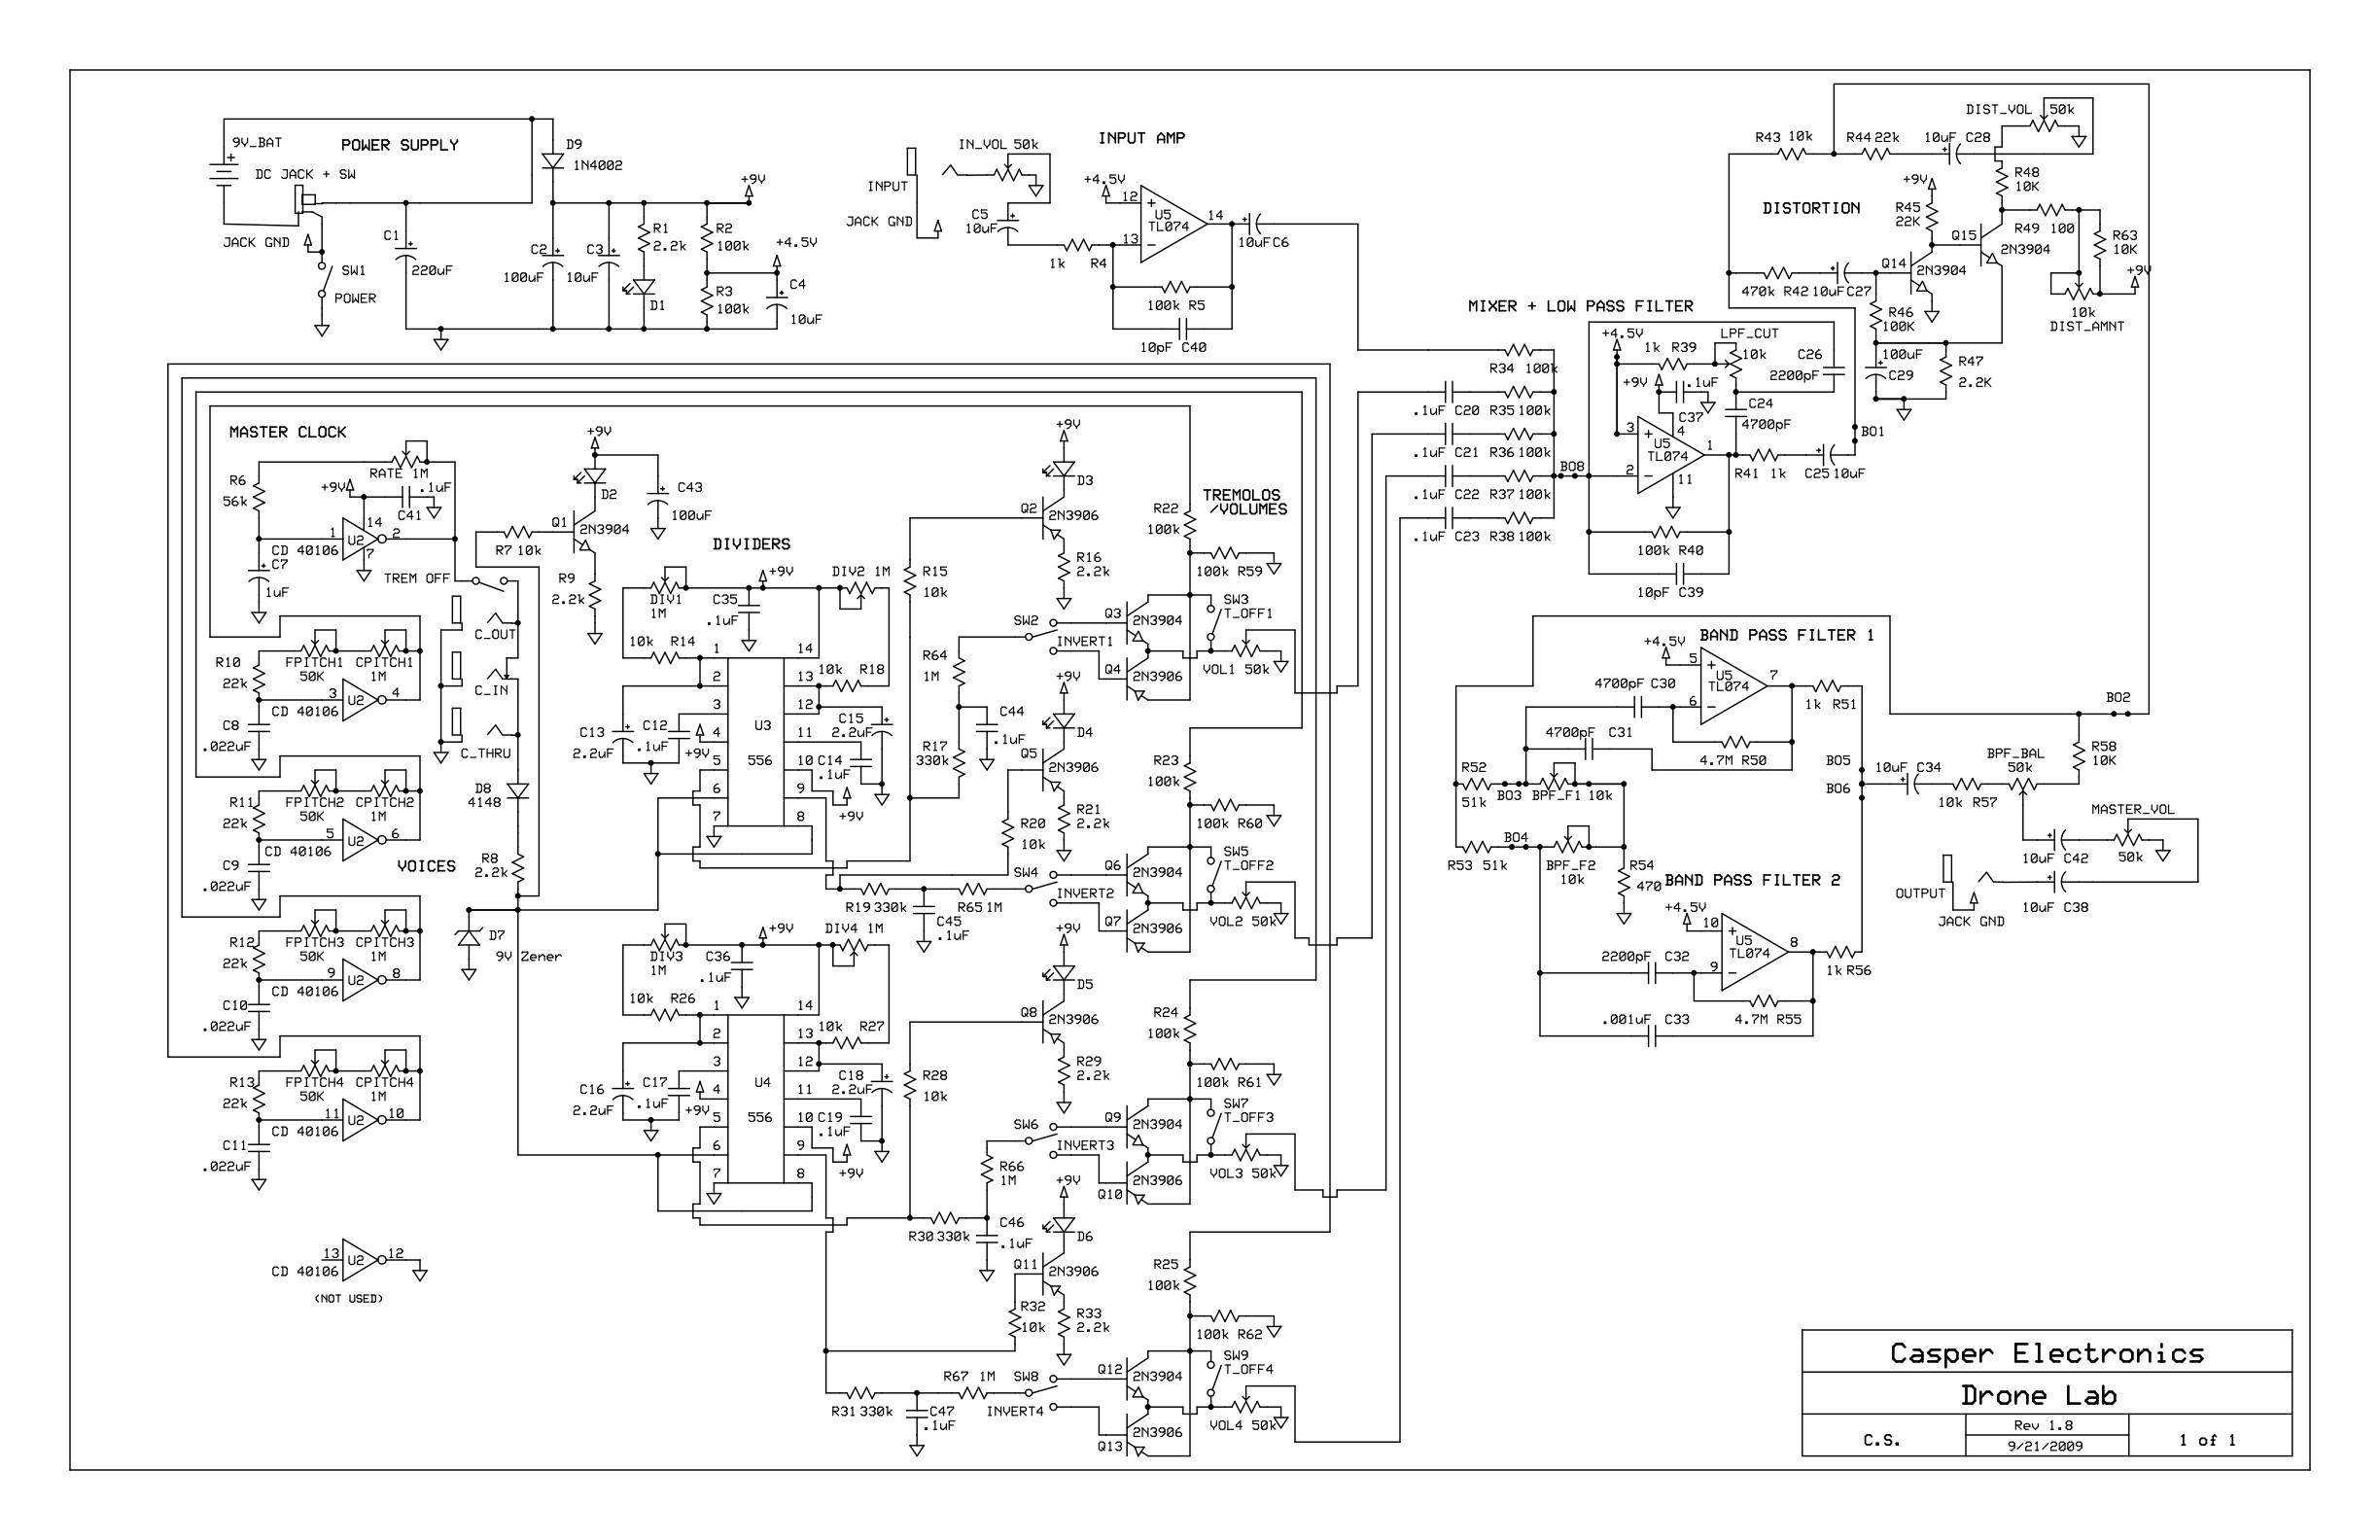 POWER SUPPLY
9V_BAT
+
DC JACK + SW
JACK GND
SW1
POWER
C1
+
220uF
D9
1N4002
C2
+
100uF
C3
+
10uF
R1
2.2k
D1
R2
100k
R3
100k
+9V
+4.5V
C4
+
10uF
INPUT AMP
INPUT
JACK GND
IN_VOL 50k
C5
+
10uF
1k R4
+4.5V
12
+
U5
TL074
13
-
14
+
10uF C6
100k R5
10pF C40
DISTORTION
R43 10k
R44 22k
10uF C28
+
DIST_VOL 50k
R48
10K
+9V
R45
22K
Q15
2N3904
R49
100
R63
10K
+9V
Q14
2N3904
470k R42
+
10uF C27
R46
100K
10k
DIST_AMNT
100uF
+
C29
R47
2.2K
MIXER + LOW PASS FILTER
R34 100k
.1uF C20 R35 100k
.1uF C21 R36 100k
.1uF C22 R37 100k
.1uF C23 R38 100k
BO8
+4.5V
1k R39
LPF_CUT
10k
C26
2200pF
+9V
.1uF
C37
C24
4700pF
3
+
4
U5
TL074
1
2
-
11
R41 1k
+
C25 10uF
BO1
100k R40
10pF C39
MASTER CLOCK
R6
56k
RATE 1M
+9V
.1uF
C41
14
1
U2
2
7
CD 40106
C7
+
1uF
TREM OFF
C_OUT
C_IN
C_THRU
D8
4148
R8
2.2k
D7
9V Zener
VOICES
R10
22k
FPITCH1
50K
CPITCH1
1M
3
U2
4
CD 40106
C8
.022uF
R11
22k
FPITCH2
50K
CPITCH2
1M
5
U2
6
CD 40106
C9
.022uF
R12
22k
FPITCH3
50K
CPITCH3
1M
9
U2
8
CD 40106
C10
.022uF
R13
22k
FPITCH4
50K
CPITCH4
1M
11
U2
10
CD 40106
C11
.022uF
13
U2
12
CD 40106
(NOT USED)
+9V
D2
C43
+
100uF
Q1
2N3904
R7 10k
R9
2.2k
DIVIDERS
DIV1
1M
C35
.1uF
+9V
DIV2 1M
10k R14
10k R18
1
2
3
4
5
6
7
14
13
12
11
10
9
8
U3
556
C13
+
2.2uF
C12
.1uF
+9V
C15
+
2.2uF
C14
.1uF
+9V
R15
10k
R64
1M
R17
330k
C44
.1uF
R20
10k
R19 330k
R65 1M
C45
.1uF
DIV3
1M
C36
.1uF
+9V
DIV4 1M
10k R26
10k R27
1
2
3
4
5
6
7
14
13
12
11
10
9
8
U4
556
C16
+
2.2uF
C17
.1uF
+9V
C18
+
2.2uF
C19
.1uF
+9V
R28
10k
R66
1M
R30 330k
C46
.1uF
R32
10k
R31 330k
R67 1M
C47
.1uF
TREMOLOS
/VOLUMES
+9V
D3
Q2
2N3906
R16
2.2k
R22
100k
100k R59
SW2
INVERT1
Q3
2N3904
Q4
2N3906
SW3
T_OFF1
VOL1 50k
+9V
D4
Q5
2N3906
R21
2.2k
R23
100k
100k R60
SW4
INVERT2
Q6
2N3904
Q7
2N3906
SW5
T_OFF2
VOL2 50k
+9V
D5
Q8
2N3906
R29
2.2k
R24
100k
100k R61
SW6
INVERT3
Q9
2N3904
Q10
2N3906
SW7
T_OFF3
VOL3 50k
+9V
D6
Q11
2N3906
R33
2.2k
R25
100k
100k R62
SW8
INVERT4
Q12
2N3904
Q13
2N3906
SW9
T_OFF4
VOL4 50k
BAND PASS FILTER 1
+4.5V
5
+
U5
TL074
7
6
-
4700pF C30
4700pF C31
4.7M R50
1k R51
R52
51k
BO3
BPF_F1 10k
R53 51k
BO4
BPF_F2
10k
R54
470
BAND PASS FILTER 2
+4.5V
10
+
U5
TL074
8
9
-
2200pF C32
4.7M R55
.001uF C33
1k R56
BO5
BO6
BO2
10uF C34
+
10k R57
BPF_BAL
50k
R58
10K
MASTER_VOL
50k
+
10uF C42
OUTPUT
JACK GND
+
10uF C38
Casper Electronics
Drone Lab
C.S.
Rev 1.8
9/21/2009
1 of 1